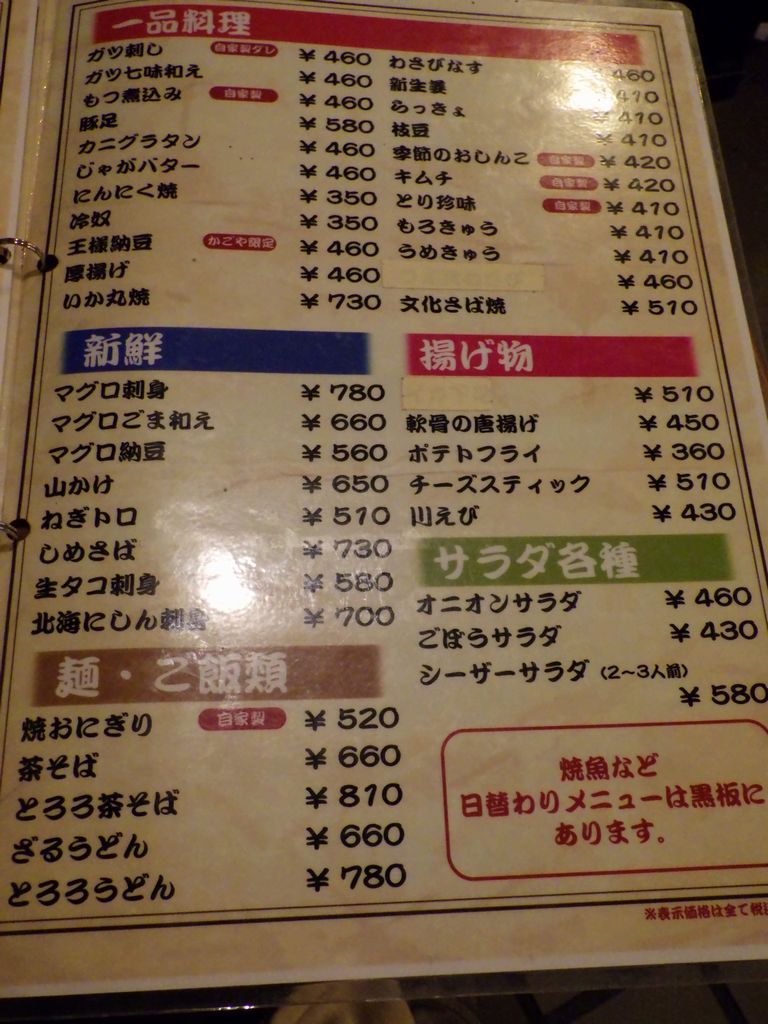 一品料理
ガツ刺し 自家製ダレ ¥460
ガツ七味和え ¥460
もつ煮込み 自家製 ¥460
豚足 ¥580
カニグラタン ¥460
じゃがバター ¥460
にんにく焼 ¥350
冷奴 ¥350
王様納豆 かごや限定 ¥460
厚揚げ ¥460
いか丸焼 ¥730
わさびなす 460
新生姜 410
らっきょ 410
枝豆 410
季節のおしんこ 自家製 ¥420
キムチ 自家製 ¥420
とり珍味 自家製 ¥410
もろきゅう ¥410
うめきゅう ¥410
¥460
文化さば焼 ¥510
新鮮
マグロ刺身 ¥780
マグロごま和え ¥660
マグロ納豆 ¥560
山かけ ¥650
ねぎトロ ¥510
しめさば ¥730
生タコ刺身 ¥580
北海にしん刺身 ¥700
揚げ物
¥510
軟骨の唐揚げ ¥450
ポテトフライ ¥360
チーズスティック ¥510
川えび ¥430
サラダ各種
オニオンサラダ ¥460
ごぼうサラダ ¥430
シーザーサラダ (2～3人前)
¥580
麺・ご飯類
焼おにぎり 自家製 ¥520
茶そば ¥660
とろろ茶そば ¥810
ざるうどん ¥660
とろろうどん ¥780
焼魚など
日替わりメニューは黒板に
あります。
※表示価格は全て税